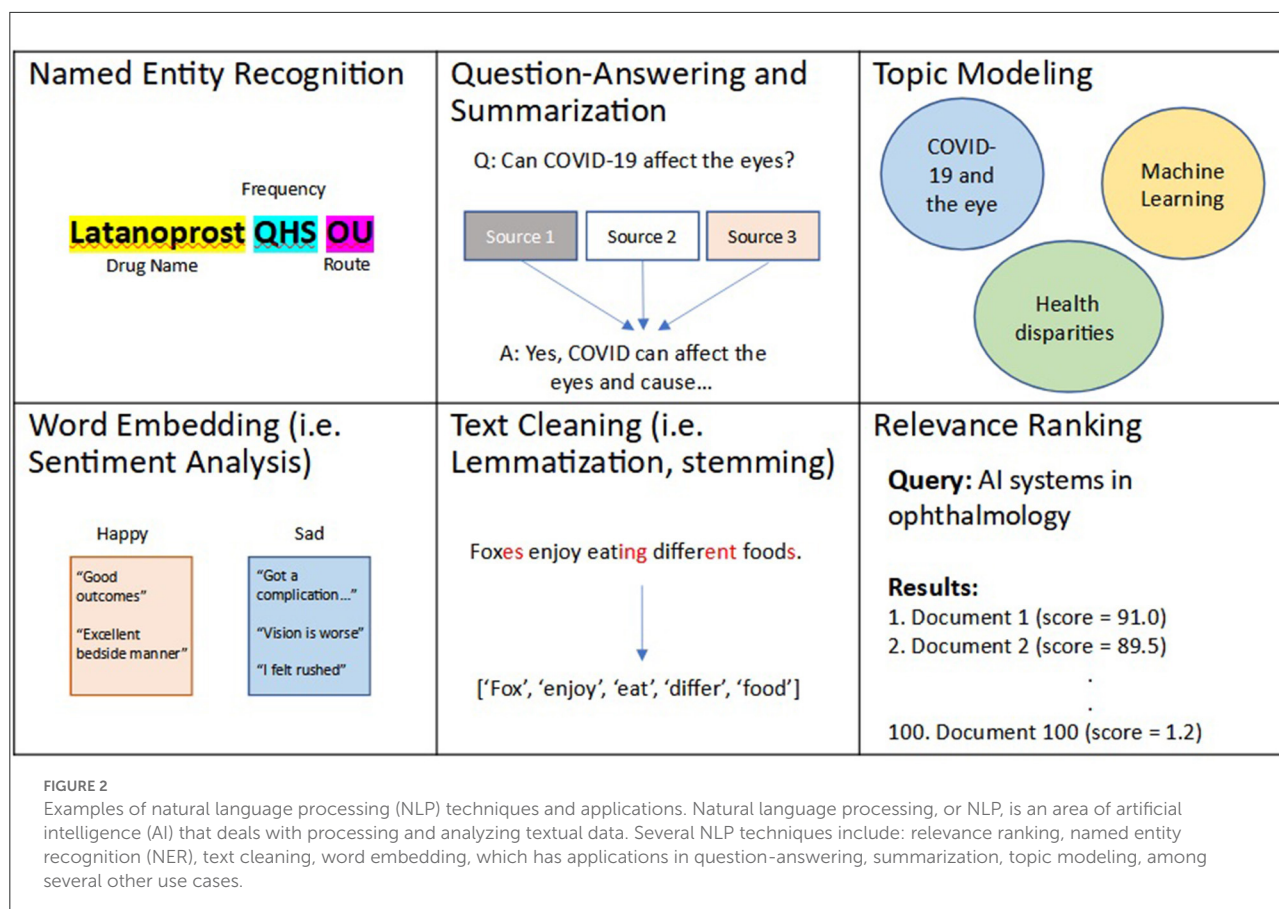 Named Entity Recognition
Frequency
Latanoprost QHS OU
Drug Name
Route
Question-Answering and
Summarization
Q: Can COVID-19 affect the eyes?
Source 1
Source 2
Source 3
A: Yes, COVID can affect the
eyes and cause...
Topic Modeling
COVID-
19 and
the eye
Machine
Learning
Health
disparities
Word Embedding (i.e.
Sentiment Analysis)
Happy
"Good
outcomes"
"Excellent
bedside manner"
Sad
"Got a
complication..."
"Vision is worse"
"I felt rushed"
Text Cleaning (i.e.
Lemmatization, stemming)
Foxes enjoy eating different foods.
['Fox', 'enjoy', 'eat', 'differ', 'food']
Relevance Ranking
Query: AI systems in
ophthalmology
Results:
1. Document 1 (score = 91.0)
2. Document 2 (score = 89.5)
.
.
100. Document 100 (score = 1.2)
FIGURE 2
Examples of natural language processing (NLP) techniques and applications. Natural language processing, or NLP, is an area of artificial
intelligence (AI) that deals with processing and analyzing textual data. Several NLP techniques include: relevance ranking, named entity
recognition (NER), text cleaning, word embedding, which has applications in question-answering, summarization, topic modeling, among
several other use cases.